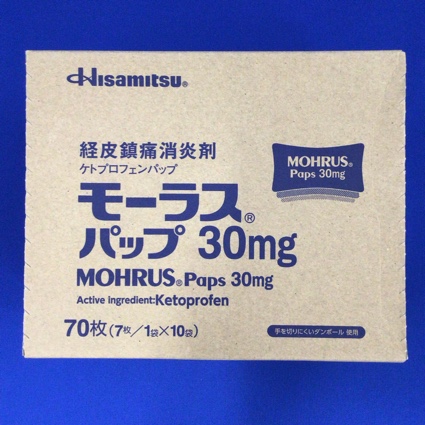 Hisamitsu®
経皮鎮痛消炎剤
ケトプロフェンパップ
モーラス®
パップ 30mg
MOHRUS® Paps 30mg
Active ingredient:Ketoprofen
70枚(7枚/1袋×10袋)
MOHRUS®
Paps 30mg
手を切りにくいダンボール 使用